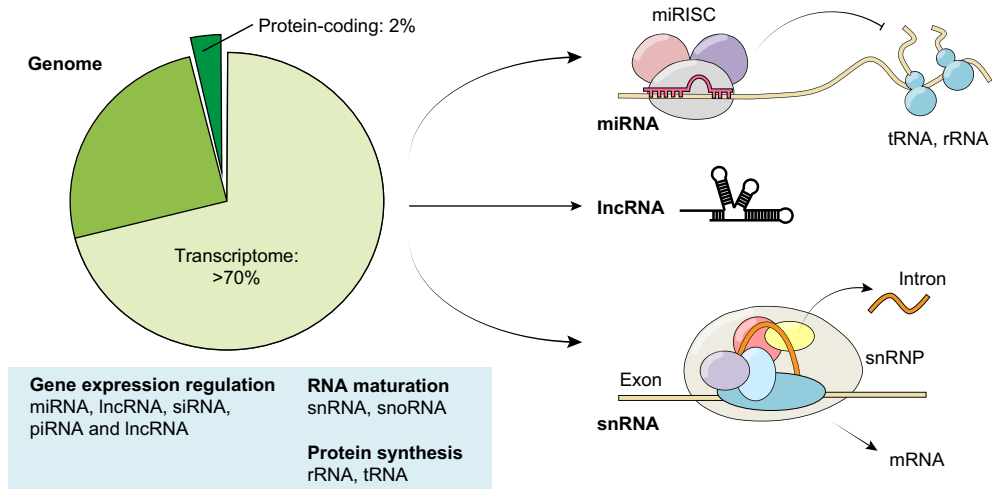 Protein-coding: 2%
Genome
Transcriptome:
>70%
miRISC
miRNA
tRNA, rRNA
lncRNA
Intron
snRNP
Exon
snRNA
mRNA
Gene expression regulation
miRNA, lncRNA, siRNA,
piRNA and lncRNA
RNA maturation
snRNA, snoRNA
Protein synthesis
rRNA, tRNA